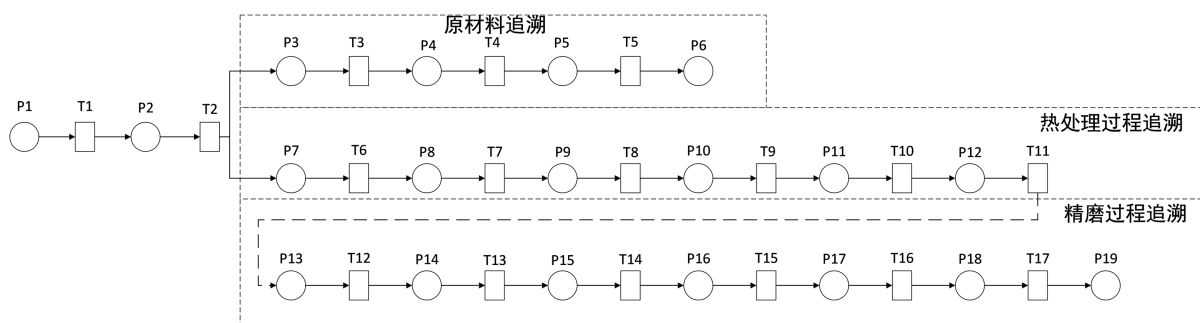 原材料追溯
P3 T3 P4 T4 P5 T5 P6
P1 T1 P2 T2
热处理过程追溯
P7 T6 P8 T7 P9 T8 P10 T9 P11 T10 P12 T11
精磨过程追溯
P13 T12 P14 T13 P15 T14 P16 T15 P17 T16 P18 T17 P19